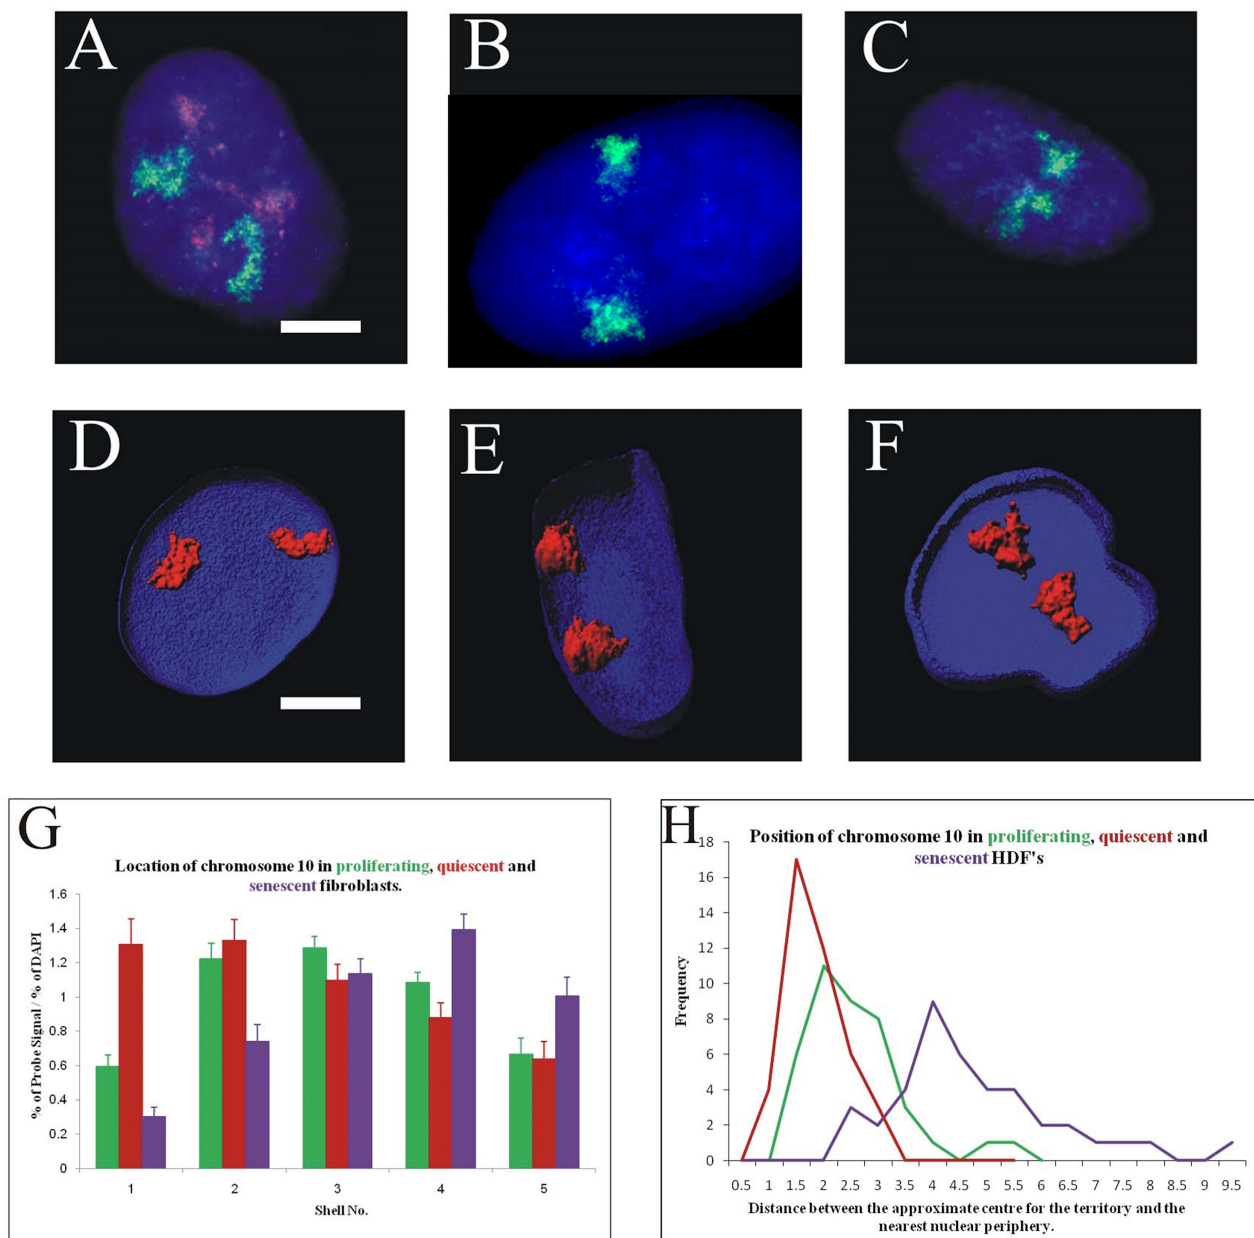 A
B
C
D
E
F
G
Location of chromosome 10 in proliferating, quiescent and
senescent fibroblasts.
% of Probe Signal / % of DAPI
1.6
1.4
1.2
1
0.8
0.6
0.4
0.2
0
1 2 3 4 5
Shell No.
H
Position of chromosome 10 in proliferating, quiescent and
senescent HDF's
Frequency
18
16
14
12
10
8
6
4
2
0
0.5 1 1.5 2 2.5 3 3.5 4 4.5 5 5.5 6 6.5 7 7.5 8 8.5 9 9.5
Distance between the approximate centre for the territory and the
nearest nuclear periphery.